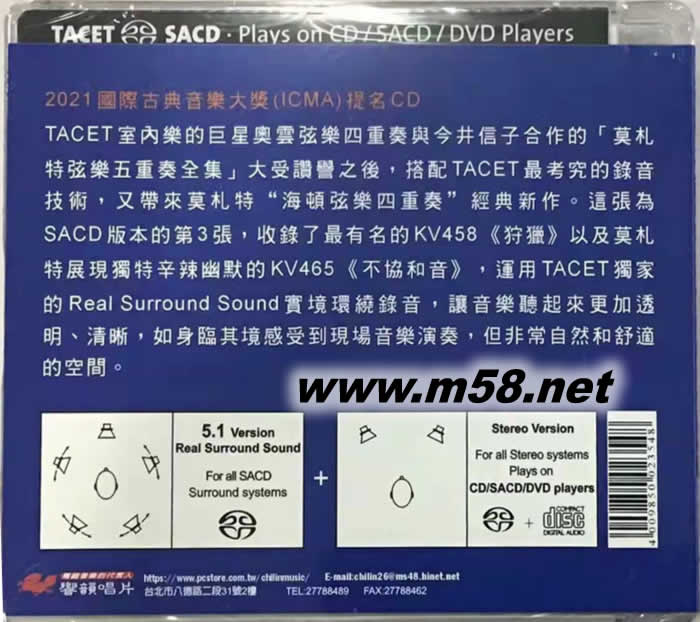 TACET SACD · Plays on CD/SACD/DVD Players
2021國際古典音樂大獎(ICMA)提名CD
TACET室內樂的巨星奧雲弦樂四重奏與今井信子合作的「莫札
特弦樂五重奏全集」大受讚譽之後，搭配TACET最考究的錄音
技術，又帶來莫札特“海頓弦樂四重奏”經典新作。這張為
SACD版本的第3張，收錄了最有名的KV458《狩獵》以及莫札
特展現獨特辛辣幽默的KV465《不協和音》，運用TACET獨家
的Real Surround Sound實境環繞錄音，讓音樂聽起來更加透
明、清晰，如身臨其境感受到現場音樂演奏，但非常自然和舒適
的空間。
www.m58.net
5.1 Version
Real Surround Sound
For all SACD
Surround systems
+
Stereo Version
For all Stereo systems
Plays on
CD/SACD/DVD players
+
COMPACT
disc
DIGITAL AUDIO
4 009850 023548
響韻唱片
https://www.pcstore.com.tw/chilinmusic/ E-mail:chilin26@ms48.hinet.net
台北市八德路二段31號2樓 TEL:27788489 FAX:27788462